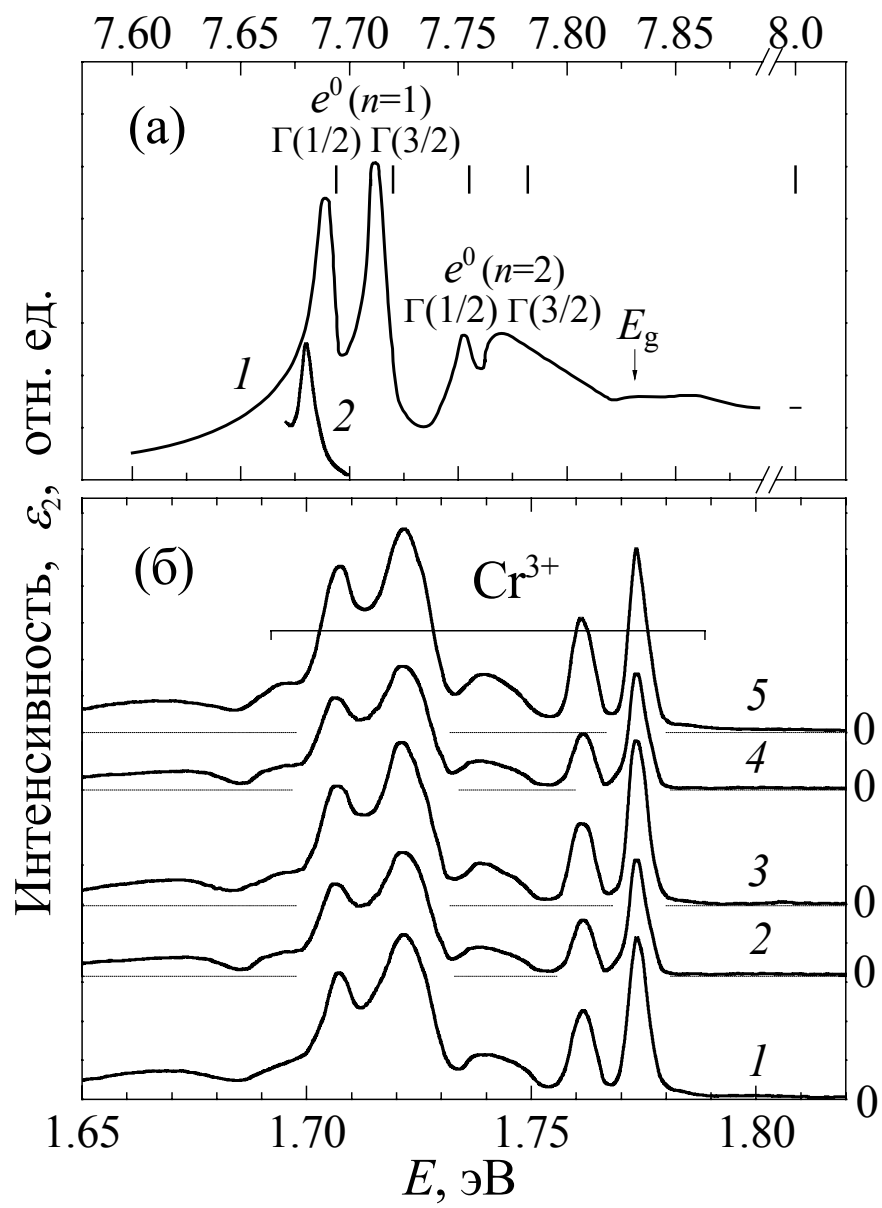 7.60 7.65 7.70 7.75 7.80 7.85 8.0
(а)
e⁰ (n=1)
Γ(1/2) Γ(3/2)
e⁰ (n=2)
Γ(1/2) Γ(3/2)
E_g
1
2
Интенсивность, ε₂, отн. ед.
(б)
Cr³⁺
5
0
4
0
3
0
2
0
1
0
1.65 1.70 1.75 1.80
E, эВ